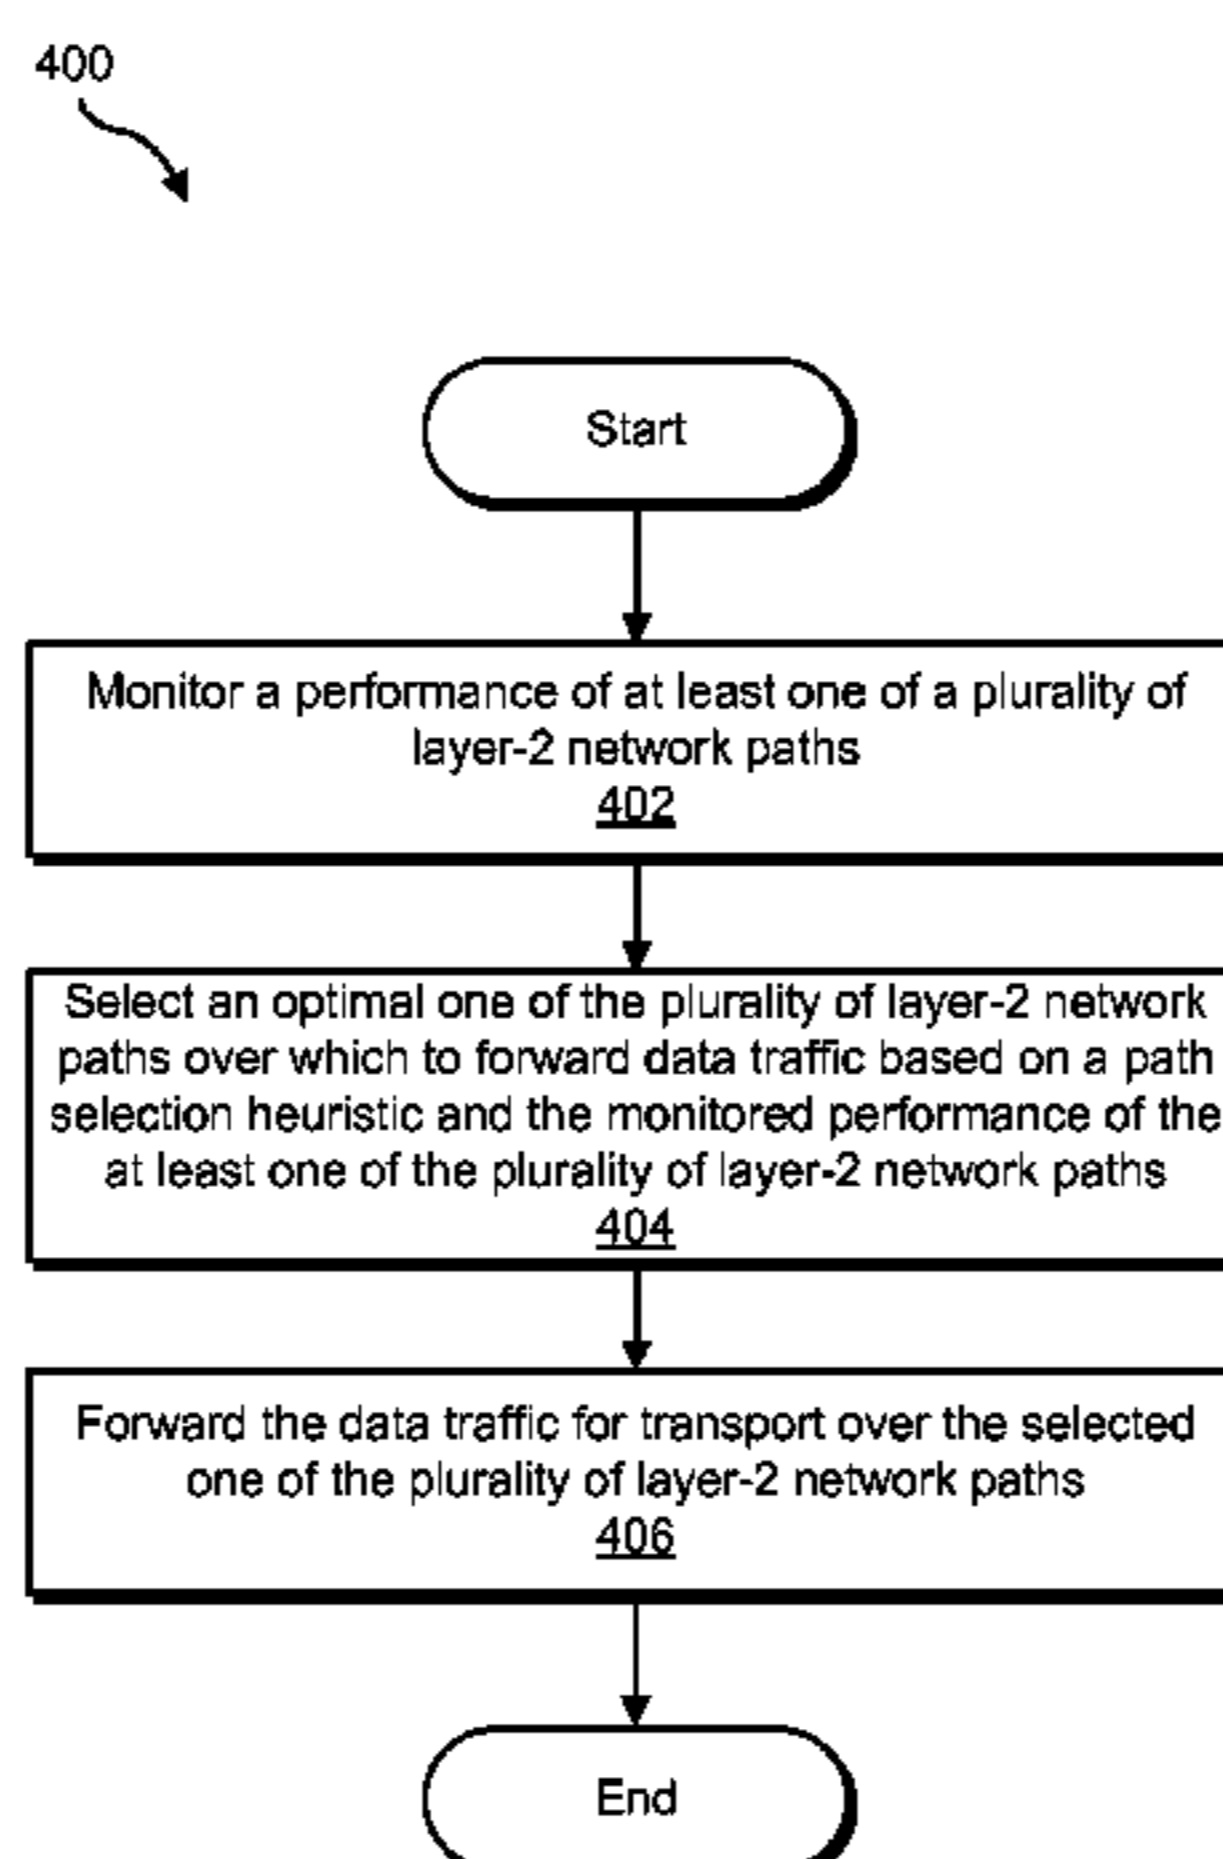 400
Start
Monitor a performance of at least one of a plurality of
layer-2 network paths
402
Select an optimal one of the plurality of layer-2 network
paths over which to forward data traffic based on a path
selection heuristic and the monitored performance of the
at least one of the plurality of layer-2 network paths
404
Forward the data traffic for transport over the selected
one of the plurality of layer-2 network paths
406
End